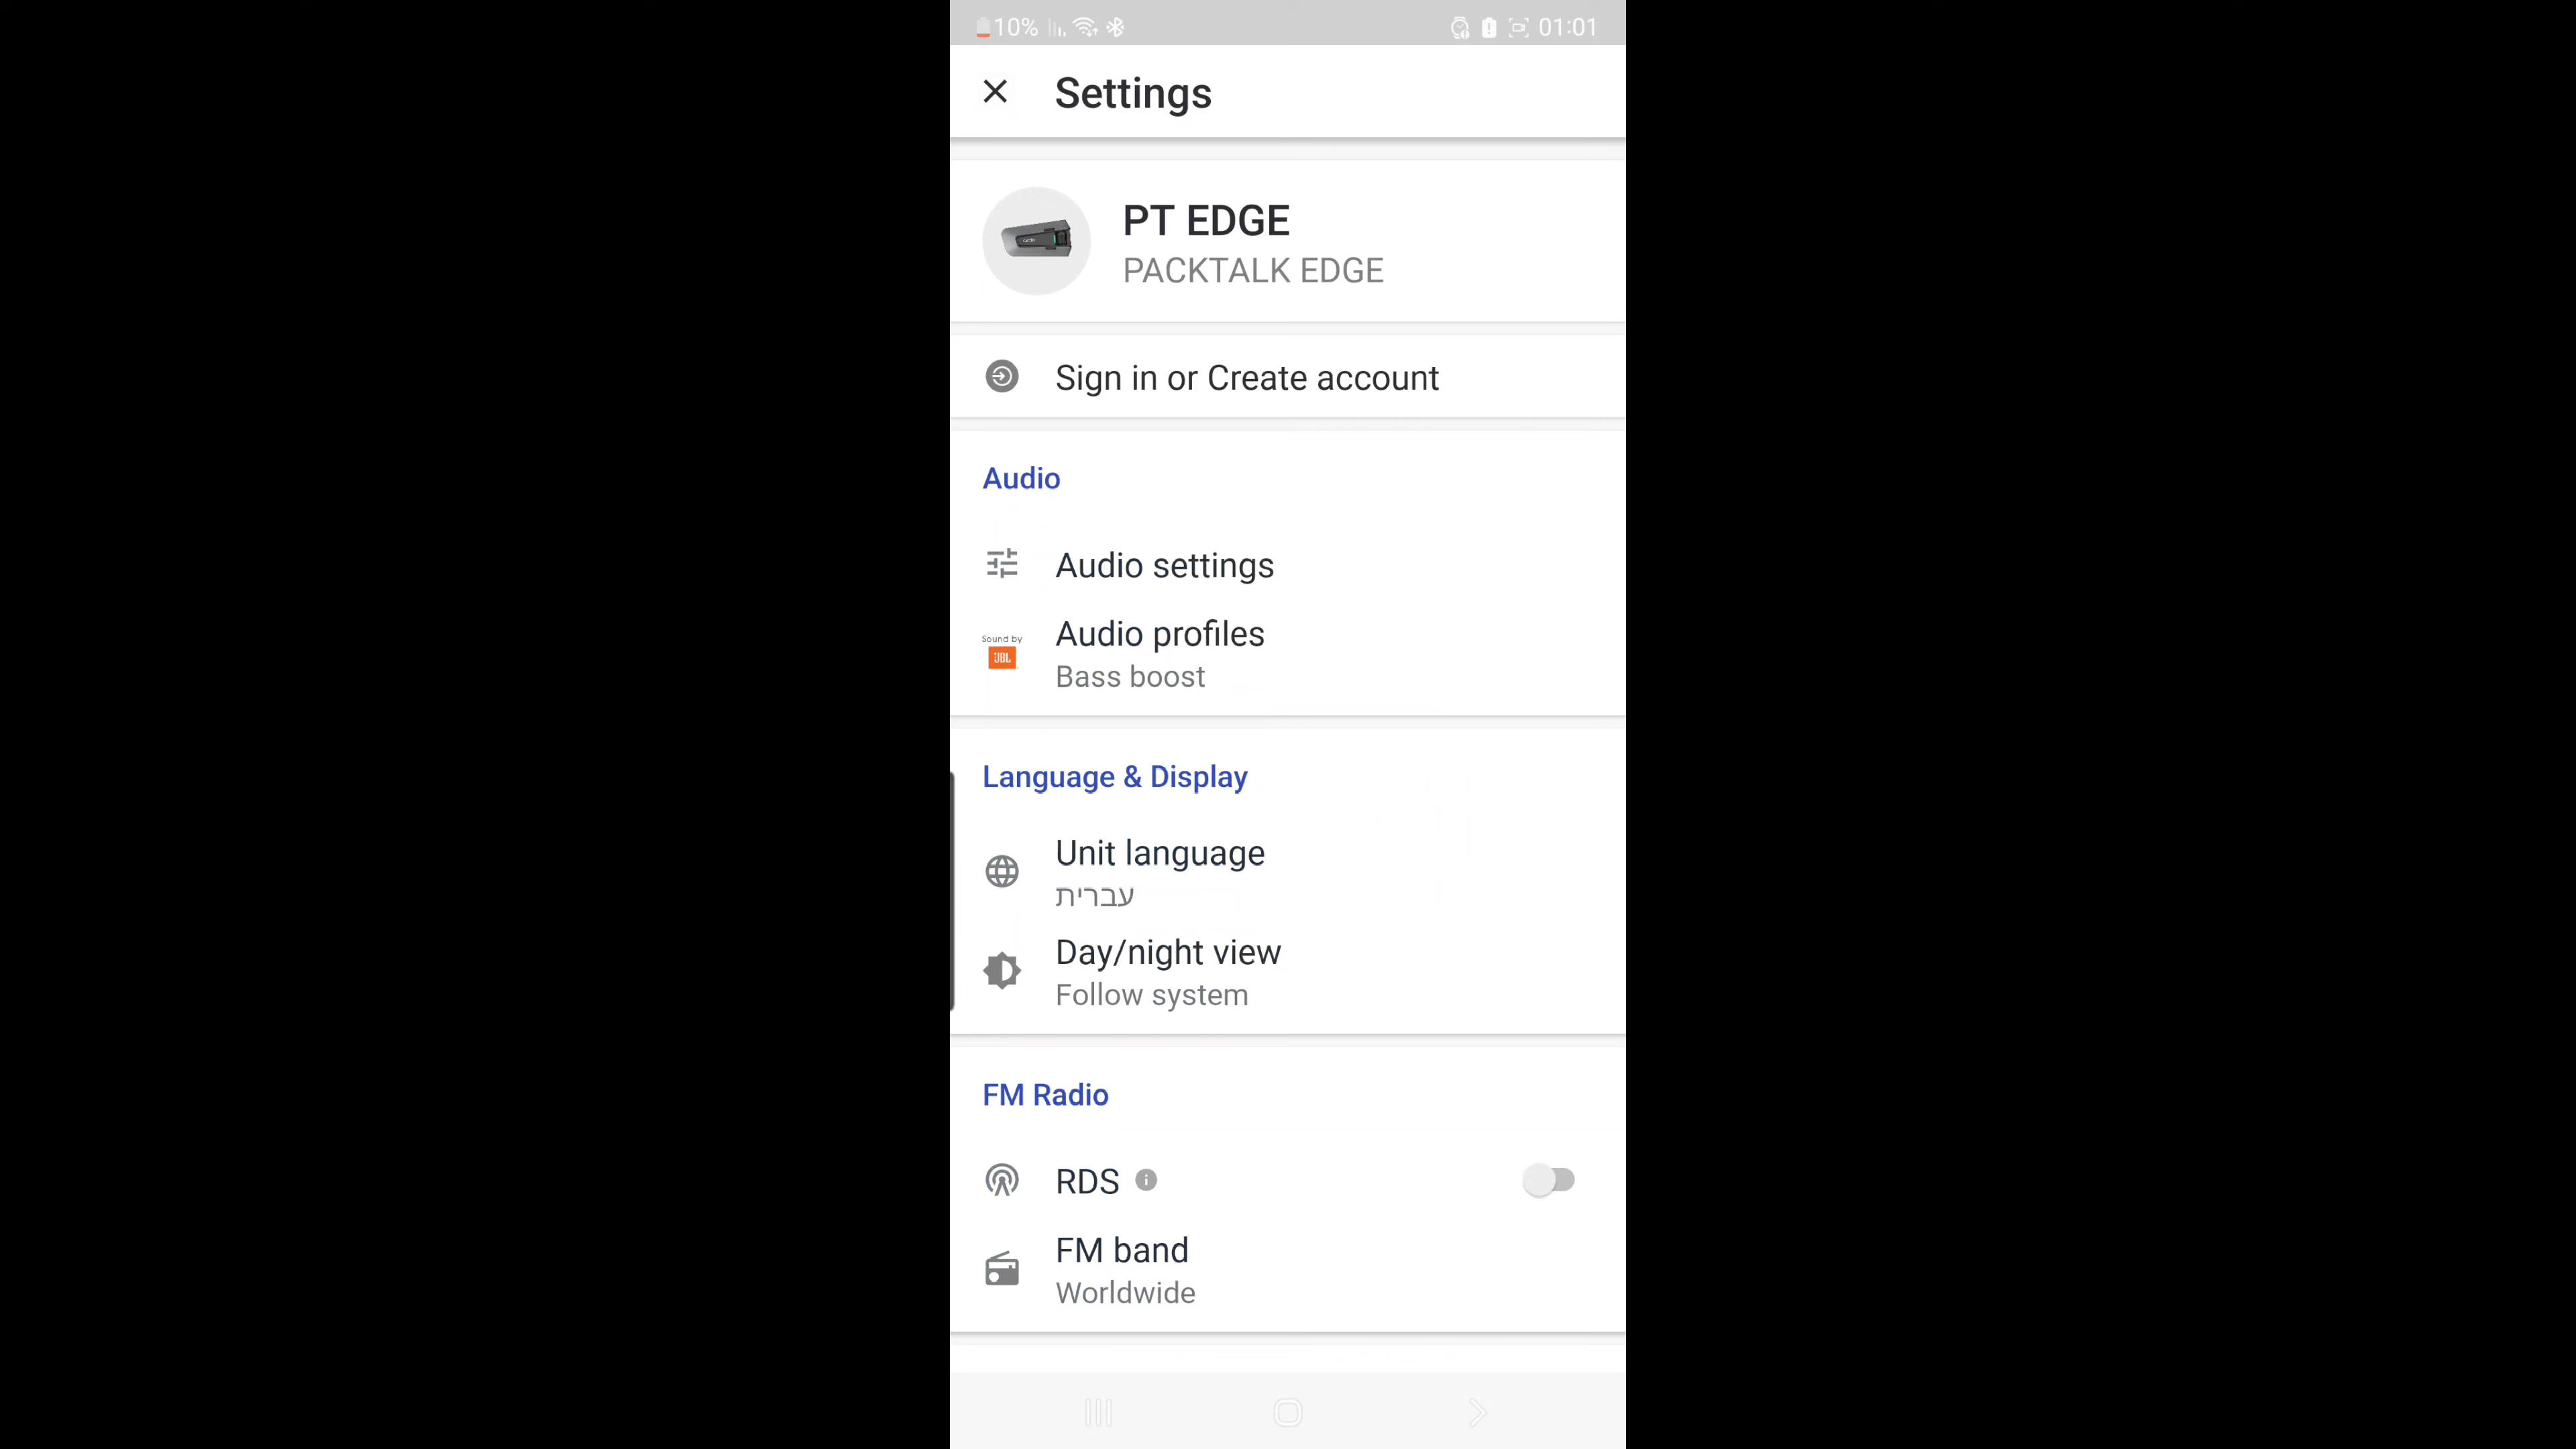 10% 01:01
Settings
PT EDGE
PACKTALK EDGE
Sign in or Create account
Audio
Audio settings
Sound by
JBL
Audio profiles
Bass boost
Language & Display
Unit language
עברית
Day/night view
Follow system
FM Radio
RDS
FM band
Worldwide